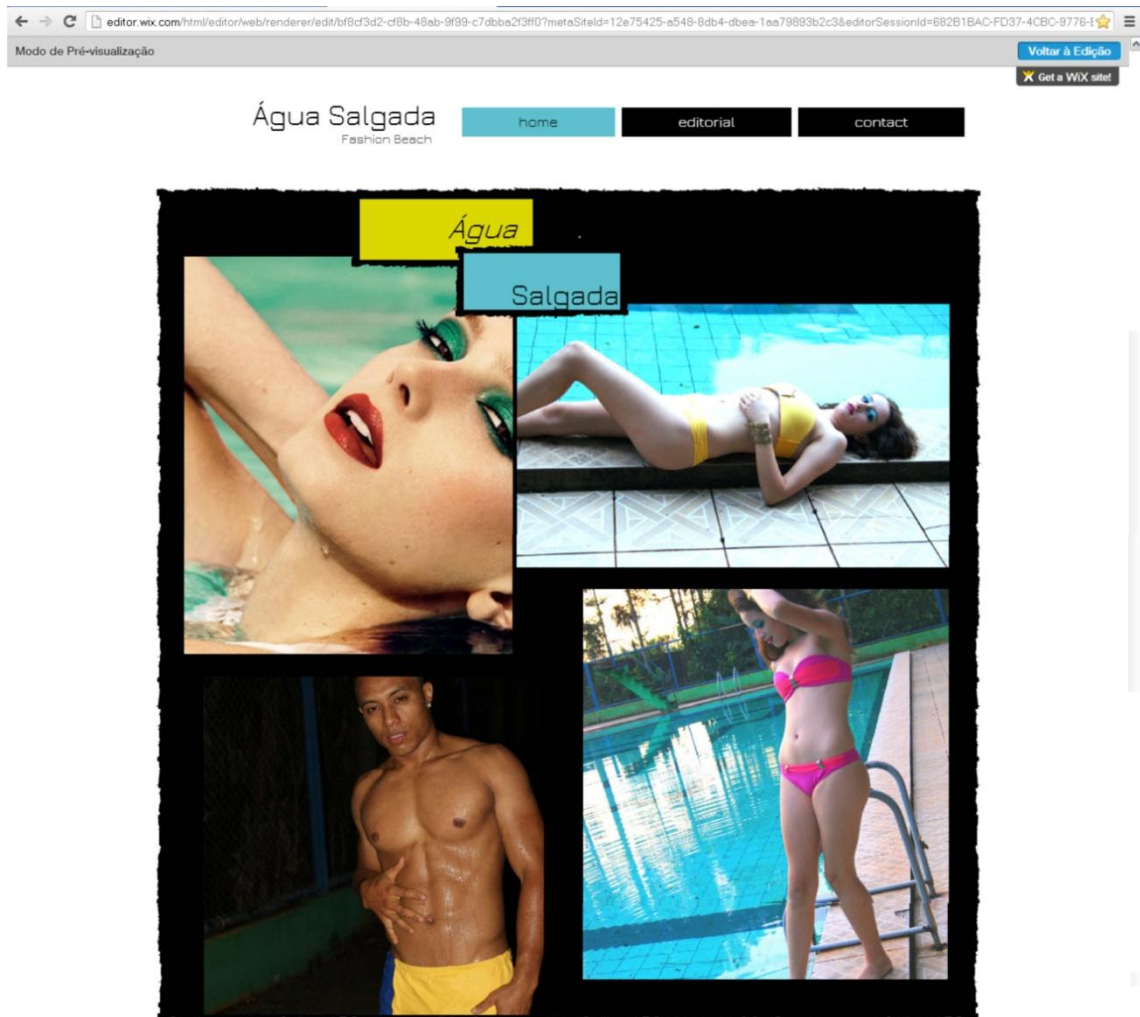 editor.wix.com/html/editor/web/renderer/edit/bf8cf3d2-cf8b-48ab-9f99-c7dbba2f3ff0?metaSiteId=12e75425-a548-8db4-dbea-1aa79893b2c3&editorSessionId=682B1BAC-FD37-4CBC-9776-
Modo de Pré-visualização
Voltar à Edição
Get a WiX site!
Água Salgada
Fashion Beach
home
editorial
contact
Água
Salgada